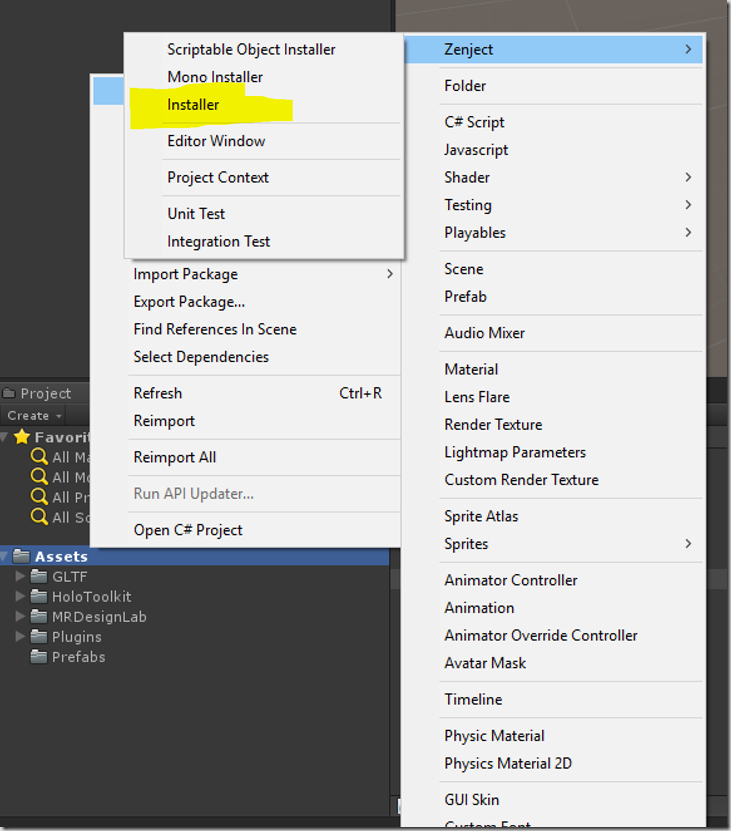 Scriptable Object Installer
Mono Installer
Installer
Editor Window
Project Context
Unit Test
Integration Test
Import Package
Export Package...
Find References In Scene
Select Dependencies
Refresh Ctrl+R
Reimport
Reimport All
Run API Updater...
Open C# Project
Zenject
Folder
C# Script
Javascript
Shader
Testing
Playables
Scene
Prefab
Audio Mixer
Material
Lens Flare
Render Texture
Lightmap Parameters
Custom Render Texture
Sprite Atlas
Sprites
Animator Controller
Animation
Animator Override Controller
Avatar Mask
Timeline
Physic Material
Physics Material 2D
GUI Skin
Custom Font
Project
Create
Favorit
All Ma
All Mo
All Pr
All Sc
Assets
GLTF
HoloToolkit
MRDesignLab
Plugins
Prefabs